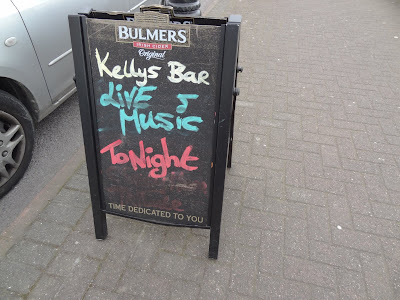 BULMERS
IRISH CIDER
Original
Kellys Bar
LIVE
MUSIC
ToNight
TIME DEDICATED TO YOU